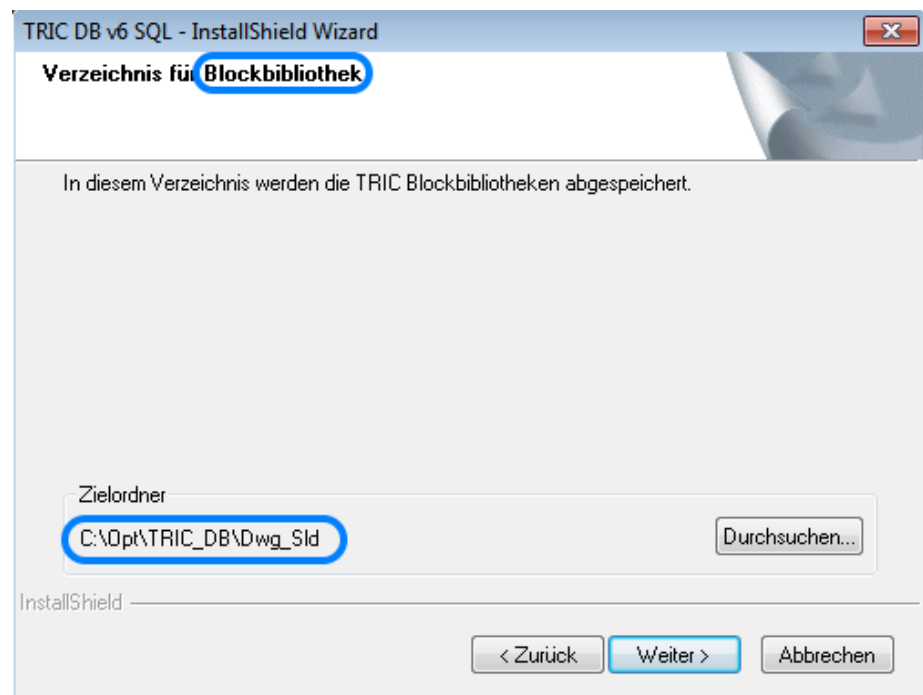 TRIC DB v6 SQL - InstallShield Wizard
Verzeichnis für Blockbibliothek
In diesem Verzeichnis werden die TRIC Blockbibliotheken abgespeichert.
Zielordner
C:\Opt\TRIC_DB\Dwg_Sld
Durchsuchen...
InstallShield
< Zurück
Weiter >
Abbrechen